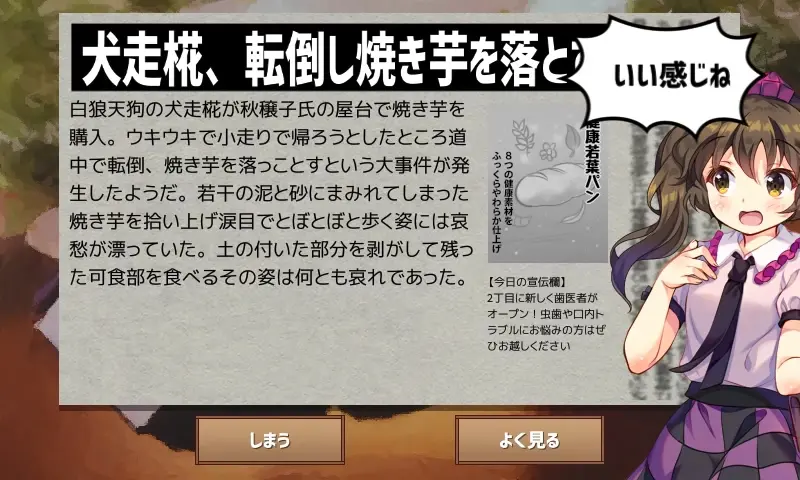 犬走椛、転倒し焼き芋を落と
いい感じね
白狼天狗の犬走椛が秋穣子氏の屋台で焼き芋を
購入。ウキウキで小走りで帰ろうとしたところ道
中で転倒、焼き芋を落っことすという大事件が発
生したようだ。若干の泥と砂にまみれてしまった
焼き芋を拾い上げ涙目でとぼとぼと歩く姿には哀
愁が漂っていた。土の付いた部分を剥がして残っ
た可食部を食べるその姿は何とも哀れであった。
健康若葉パン
8つの健康素材を
ふっくらやわらか仕上げ
【今日の宣伝欄】
2丁目に新しく歯医者が
オープン！虫歯や口内ト
ラブルにお悩みの方はぜ
ひお越しください
しまう
よく見る